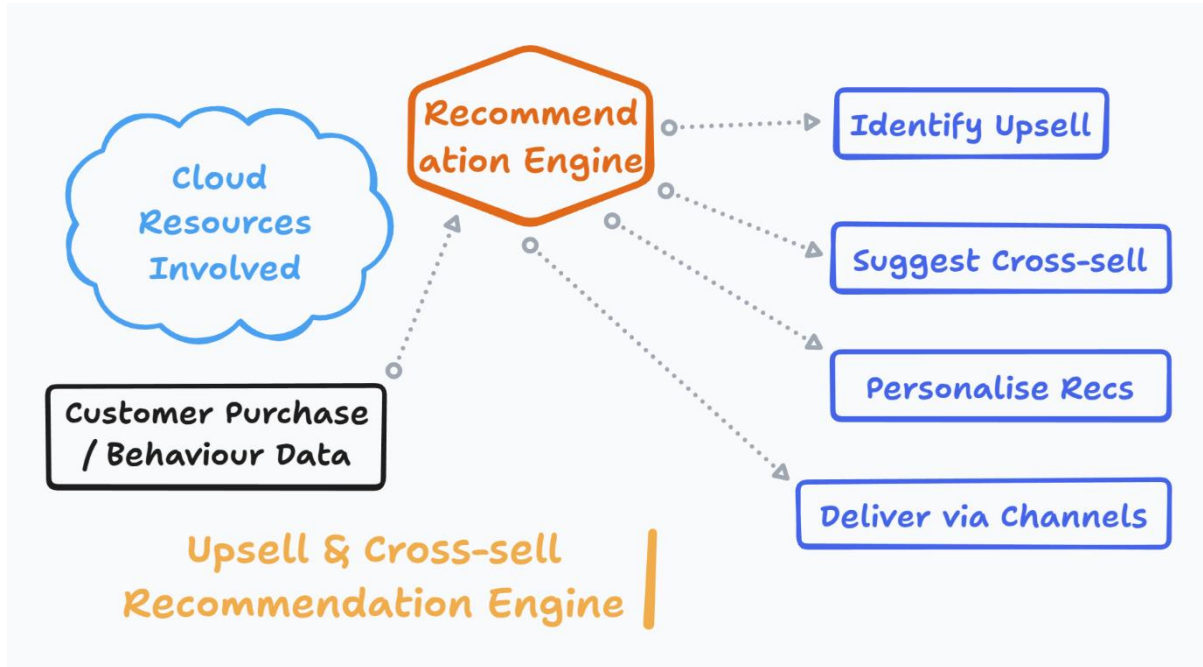 Recommend
ation Engine
Identify Upsell
Cloud
Resources
Involved
Suggest Cross-sell
Personalise Recs
Customer Purchase
/ Behaviour Data
Deliver via Channels
Upsell & Cross-sell
Recommendation Engine